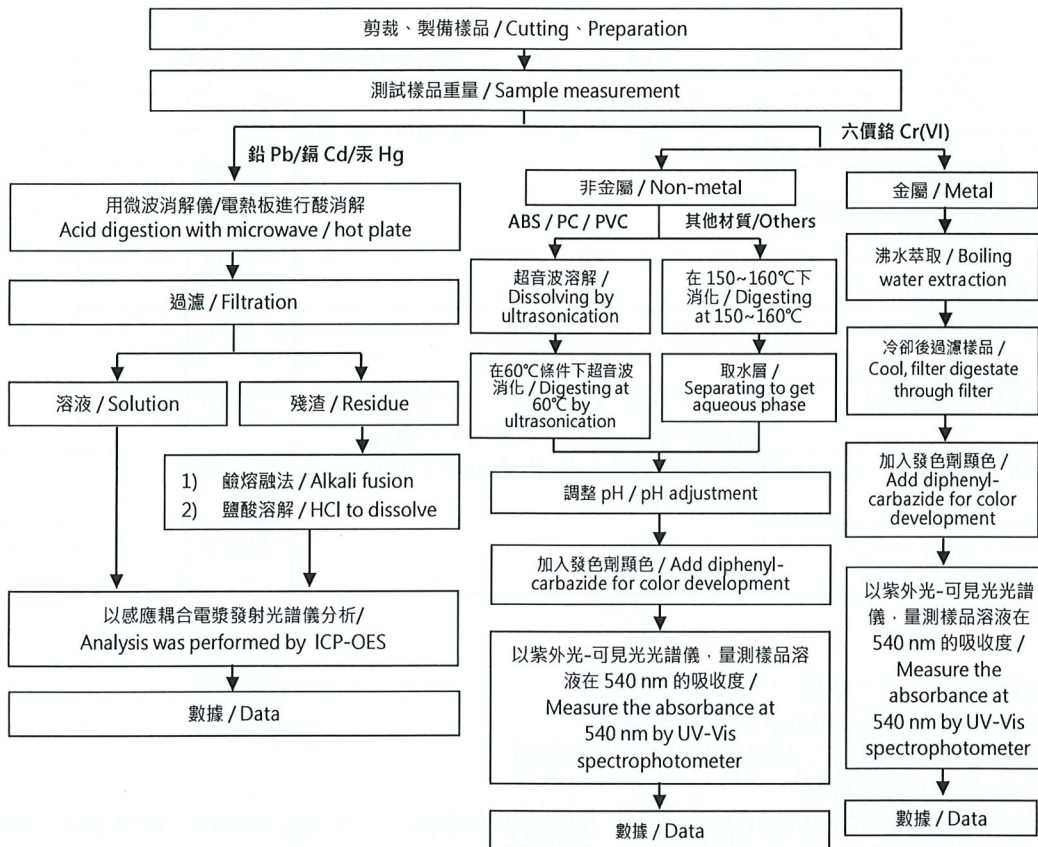 剪裁、製備樣品 / Cutting、Preparation
測試樣品重量 / Sample measurement
鉛 Pb/鎘 Cd/汞 Hg
用微波消解儀/電熱板進行酸消解
Acid digestion with microwave / hot plate
過濾 / Filtration
溶液 / Solution
殘渣 / Residue
1) 鹼熔融法 / Alkali fusion
2) 鹽酸溶解 / HCl to dissolve
以感應耦合電漿發射光譜儀分析/
Analysis was performed by ICP-OES
數據 / Data
六價鉻 Cr(VI)
非金屬 / Non-metal
ABS / PC / PVC
超音波溶解 /
Dissolving by
ultrasonication
在60℃條件下超音波
消化 / Digesting at
60℃ by
ultrasonication
其他材質/Others
在 150~160℃下
消化 / Digesting
at 150~160℃
取水層 /
Separating to get
aqueous phase
調整 pH / pH adjustment
加入發色劑顯色 / Add diphenyl-
carbazide for color development
以紫外光-可見光光譜儀﹐量測樣品溶
液在 540 nm 的吸收度 /
Measure the absorbance at
540 nm by UV-Vis
spectrophotometer
數據 / Data
金屬 / Metal
沸水萃取 / Boiling
water extraction
冷卻後過濾樣品 /
Cool, filter digestate
through filter
加入發色劑顯色 /
Add diphenyl-
carbazide for color
development
以紫外光-可見光光譜
儀﹐量測樣品溶液在
540 nm 的吸收度 /
Measure the
absorbance at
540 nm by UV-Vis
spectrophotometer
數據 / Data